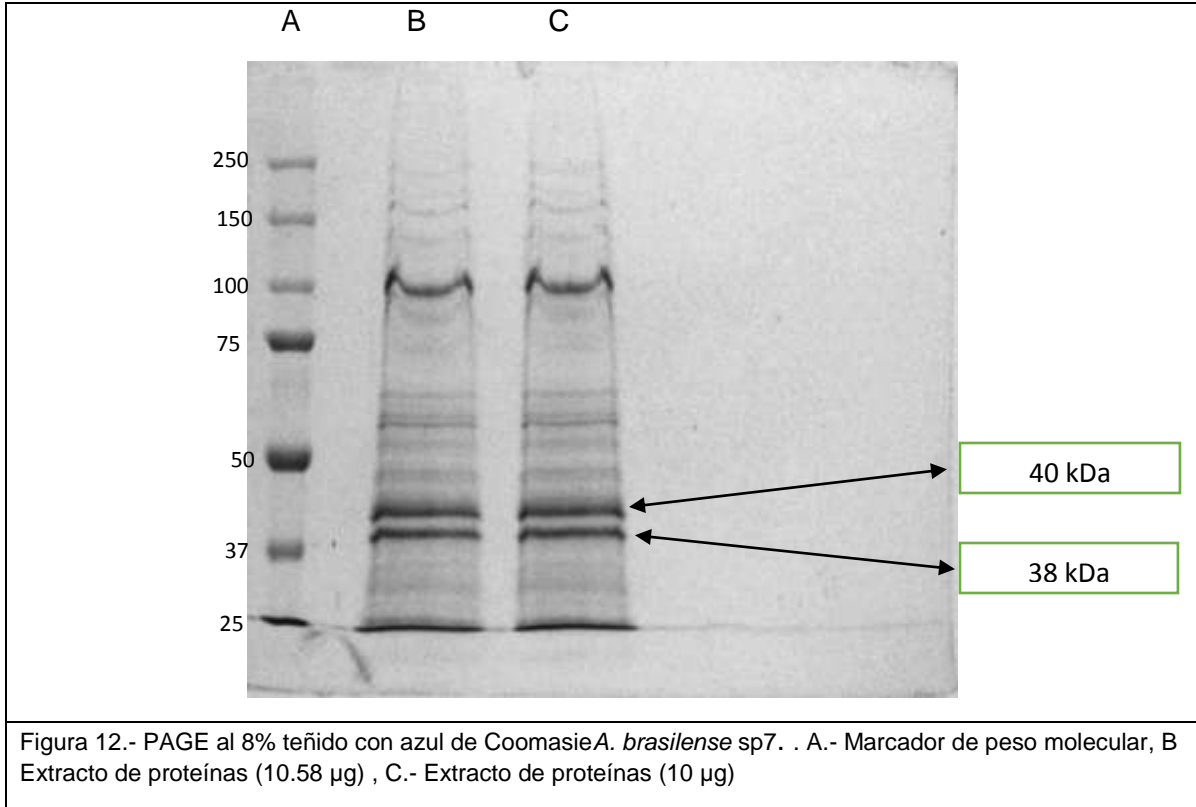 A B C
250
150
100
75
50
37
25
40 kDa
38 kDa
Figura 12.- PAGE al 8% teñido con azul de CoomasieA. brasilense sp7. . A.- Marcador de peso molecular, B
Extracto de proteínas (10.58 µg) , C.- Extracto de proteínas (10 µg)